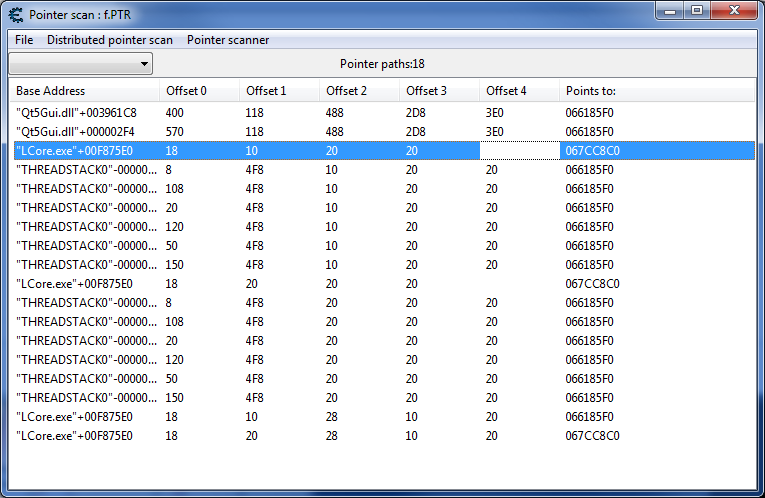 Pointer scan : f.PTR
File Distributed pointer scan Pointer scanner
Pointer paths:18
Base Address Offset 0 Offset 1 Offset 2 Offset 3 Offset 4 Points to:
"Qt5Gui.dll"+003961C8 400 118 488 2D8 3E0 066185F0
"Qt5Gui.dll"+000002F4 570 118 488 2D8 3E0 066185F0
"LCore.exe"+00F875E0 18 10 20 20 067CC8C0
"THREADSTACK0"-00000... 8 4F8 10 20 20 066185F0
"THREADSTACK0"-00000... 108 4F8 10 20 20 066185F0
"THREADSTACK0"-00000... 20 4F8 10 20 20 066185F0
"THREADSTACK0"-00000... 120 4F8 10 20 20 066185F0
"THREADSTACK0"-00000... 50 4F8 10 20 20 066185F0
"THREADSTACK0"-00000... 150 4F8 10 20 20 066185F0
"LCore.exe"+00F875E0 18 20 20 20 067CC8C0
"THREADSTACK0"-00000... 8 4F8 20 20 20 066185F0
"THREADSTACK0"-00000... 108 4F8 20 20 20 066185F0
"THREADSTACK0"-00000... 20 4F8 20 20 20 066185F0
"THREADSTACK0"-00000... 120 4F8 20 20 20 066185F0
"THREADSTACK0"-00000... 50 4F8 20 20 20 066185F0
"THREADSTACK0"-00000... 150 4F8 20 20 20 066185F0
"LCore.exe"+00F875E0 18 10 28 10 20 066185F0
"LCore.exe"+00F875E0 18 20 28 10 20 067CC8C0